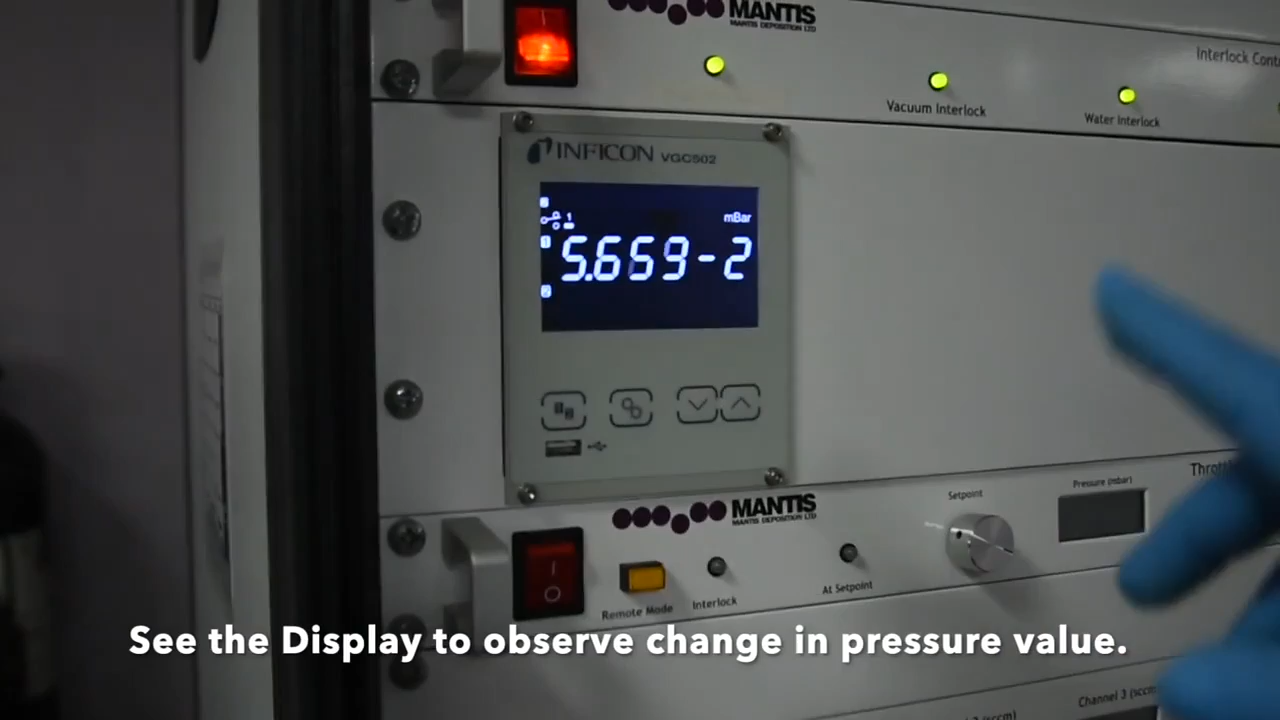 MANTIS
MANTIS DEPOSITION LTD
Interlock Cont
Vacuum Interlock
Water Interlock
INFICON VGC502
1
mBar
5.659-2
MANTIS
MANTIS DEPOSITION LTD
Setpoint
Pressure (mbar)
Thrott
Remote Mode
Interlock
At Setpoint
See the Display to observe change in pressure value.
Channel 3 (sccm)